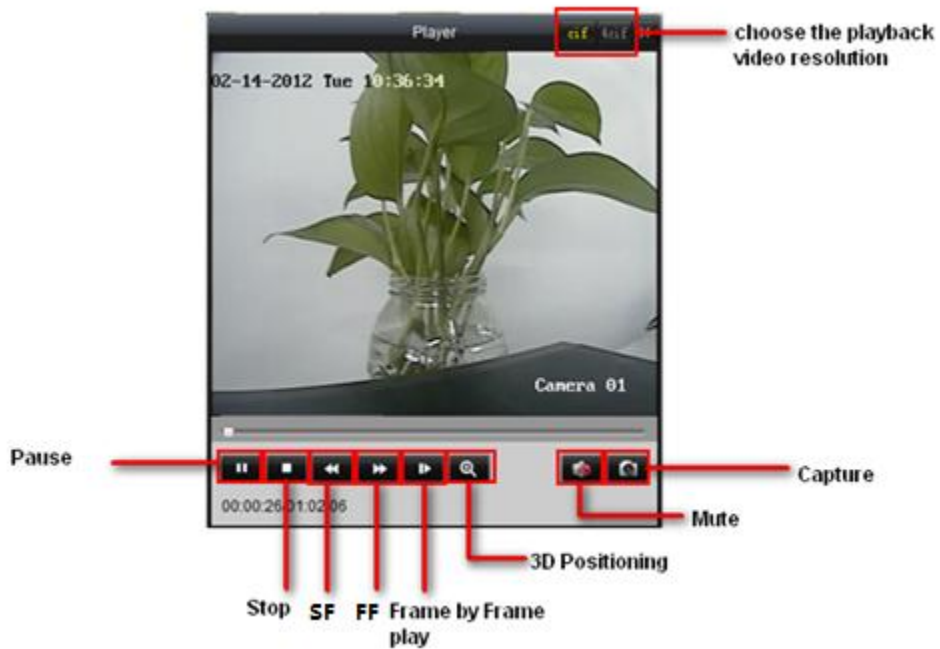 Player
cif 4cif
choose the playback
video resolution
02-14-2012 Tue 10:36:34
Camera 01
Pause
Capture
00:00:26/01:02:06
Mute
3D Positioning
Stop SF FF Frame by Frame
play